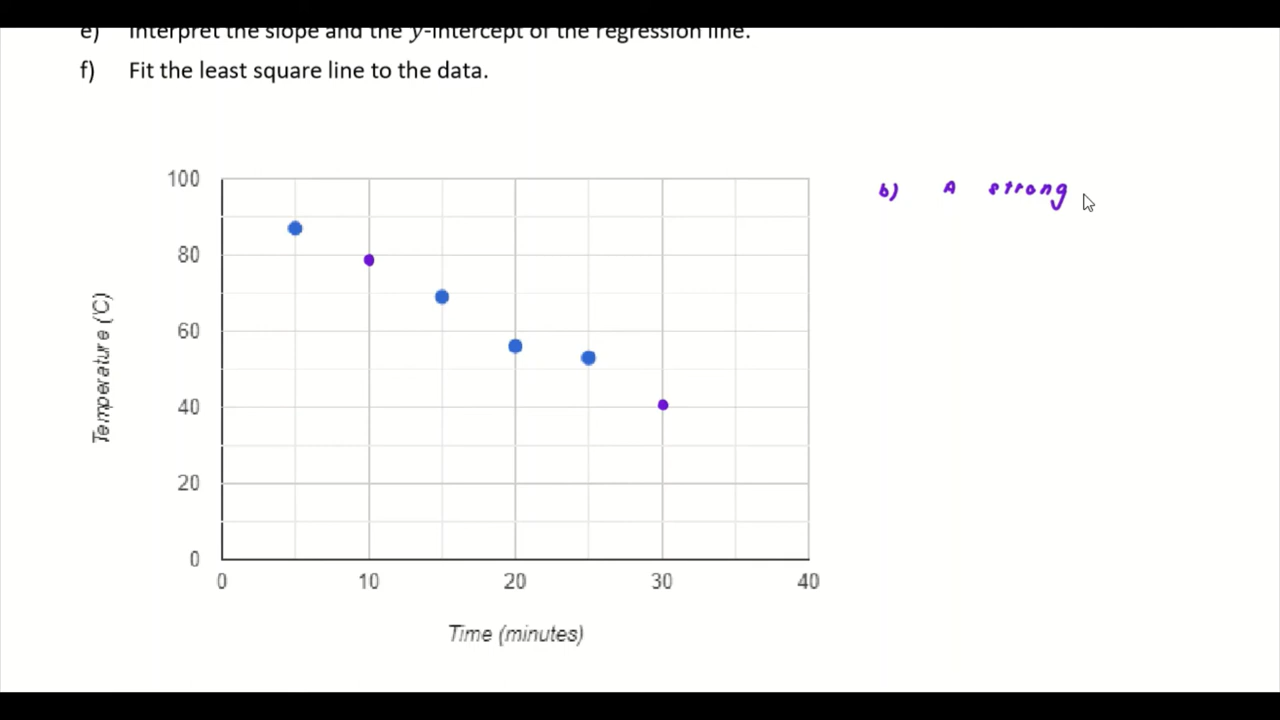 e) Interpret the slope and the y-intercept of the regression line.
f) Fit the least square line to the data.
100
80
60
40
20
0
Temperature (°C)
0 10 20 30 40
Time (minutes)
b) A strong